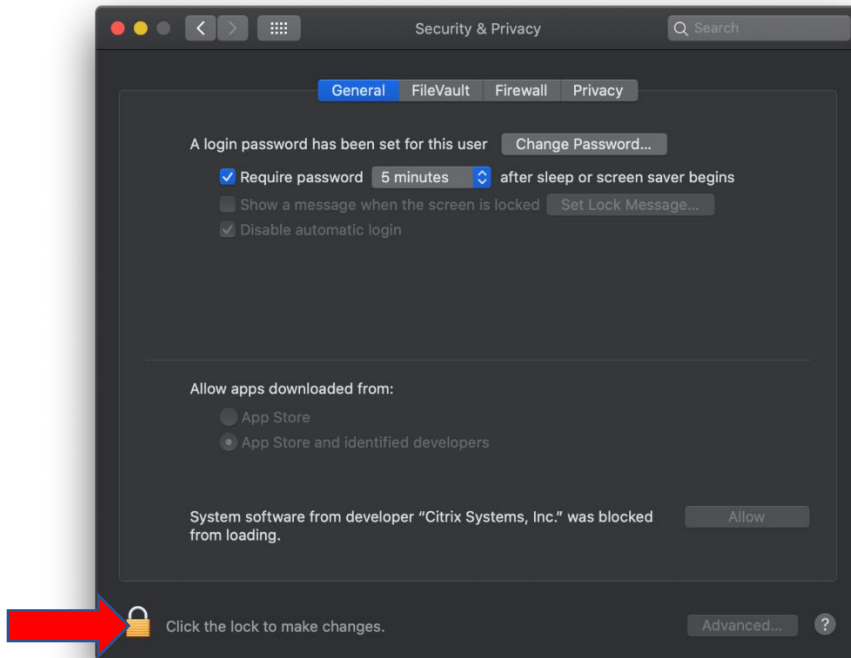 Security & Privacy
Search
General FileVault Firewall Privacy
A login password has been set for this user Change Password...
Require password 5 minutes after sleep or screen saver begins
Show a message when the screen is locked Set Lock Message...
Disable automatic login
Allow apps downloaded from:
App Store
App Store and identified developers
System software from developer “Citrix Systems, Inc.” was blocked
from loading.
Allow
Click the lock to make changes.
Advanced...
?